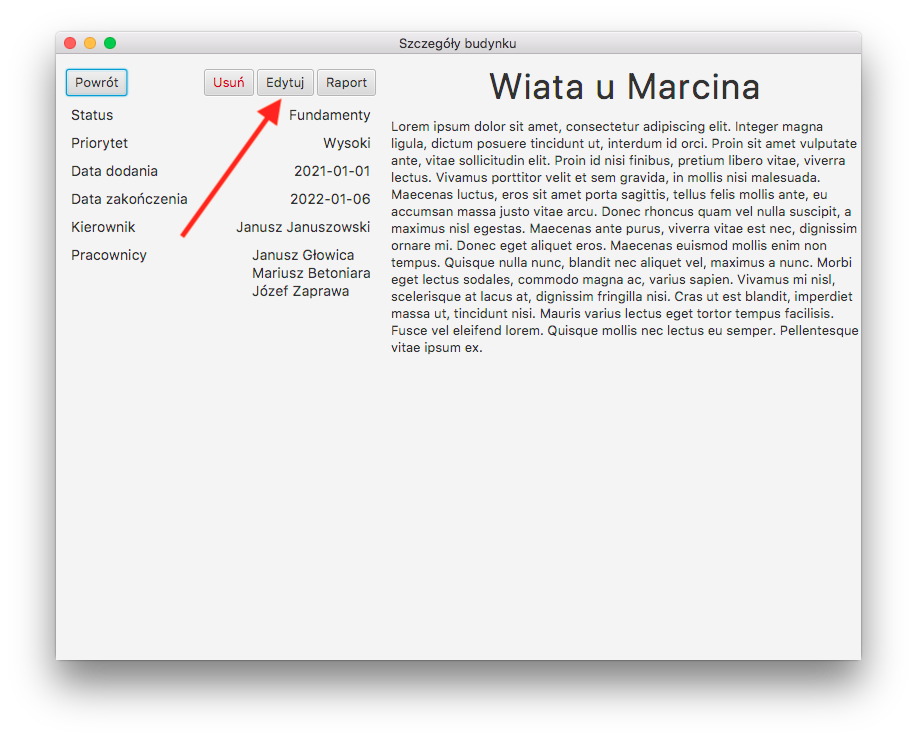 Szczegóły budynku
Powrót
Usuń
Edytuj
Raport
Status Fundamenty
Priorytet Wysoki
Data dodania 2021-01-01
Data zakończenia 2022-01-06
Kierownik Janusz Januszowski
Pracownicy Janusz Głowica
Mariusz Betoniara
Józef Zaprawa
Wiata u Marcina
Lorem ipsum dolor sit amet, consectetur adipiscing elit. Integer magna
ligula, dictum posuere tincidunt ut, interdum id orci. Proin sit amet vulputate
ante, vitae sollicitudin elit. Proin id nisi finibus, pretium libero vitae, viverra
lectus. Vivamus porttitor velit et sem gravida, in mollis nisi malesuada.
Maecenas luctus, eros sit amet porta sagittis, tellus felis mollis ante, eu
accumsan massa justo vitae arcu. Donec rhoncus quam vel nulla suscipit, a
maximus nisl egestas. Maecenas ante purus, viverra vitae est nec, dignissim
ornare mi. Donec eget aliquet eros. Maecenas euismod mollis enim non
tempus. Quisque nulla nunc, blandit nec aliquet vel, maximus a nunc. Morbi
eget lectus sodales, commodo magna ac, varius sapien. Vivamus mi nisl,
scelerisque at lacus at, dignissim fringilla nisi. Cras ut est blandit, imperdiet
massa ut, tincidunt nisi. Mauris varius lectus eget tortor tempus facilisis.
Fusce vel eleifend lorem. Quisque mollis nec lectus eu semper. Pellentesque
vitae ipsum ex.